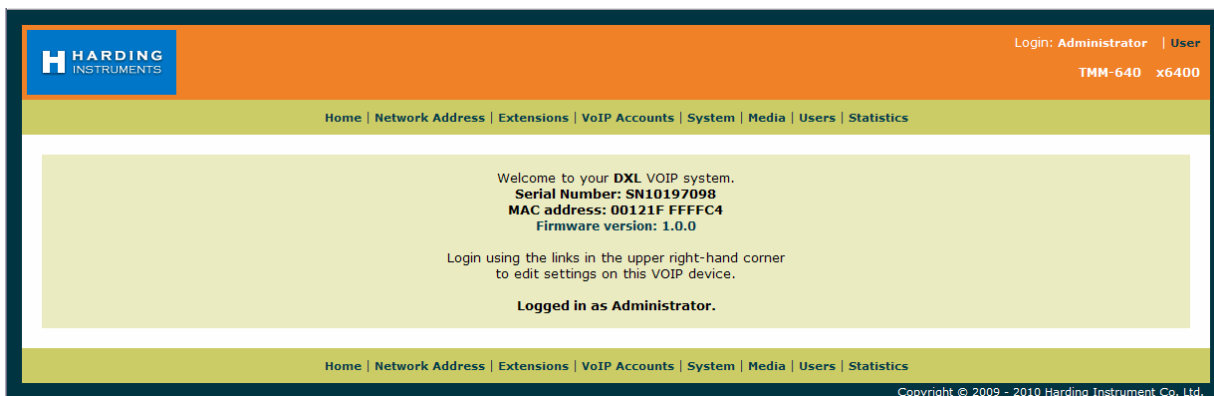 H HARDING
INSTRUMENTS
Login: Administrator | User
TMM-640 x6400
Home | Network Address | Extensions | VoIP Accounts | System | Media | Users | Statistics
Welcome to your DXL VOIP system.
Serial Number: SN10197098
MAC address: 00121F FFFFC4
Firmware version: 1.0.0
Login using the links in the upper right-hand corner
to edit settings on this VOIP device.
Logged in as Administrator.
Home | Network Address | Extensions | VoIP Accounts | System | Media | Users | Statistics
Copyright © 2009 - 2010 Harding Instrument Co. Ltd.